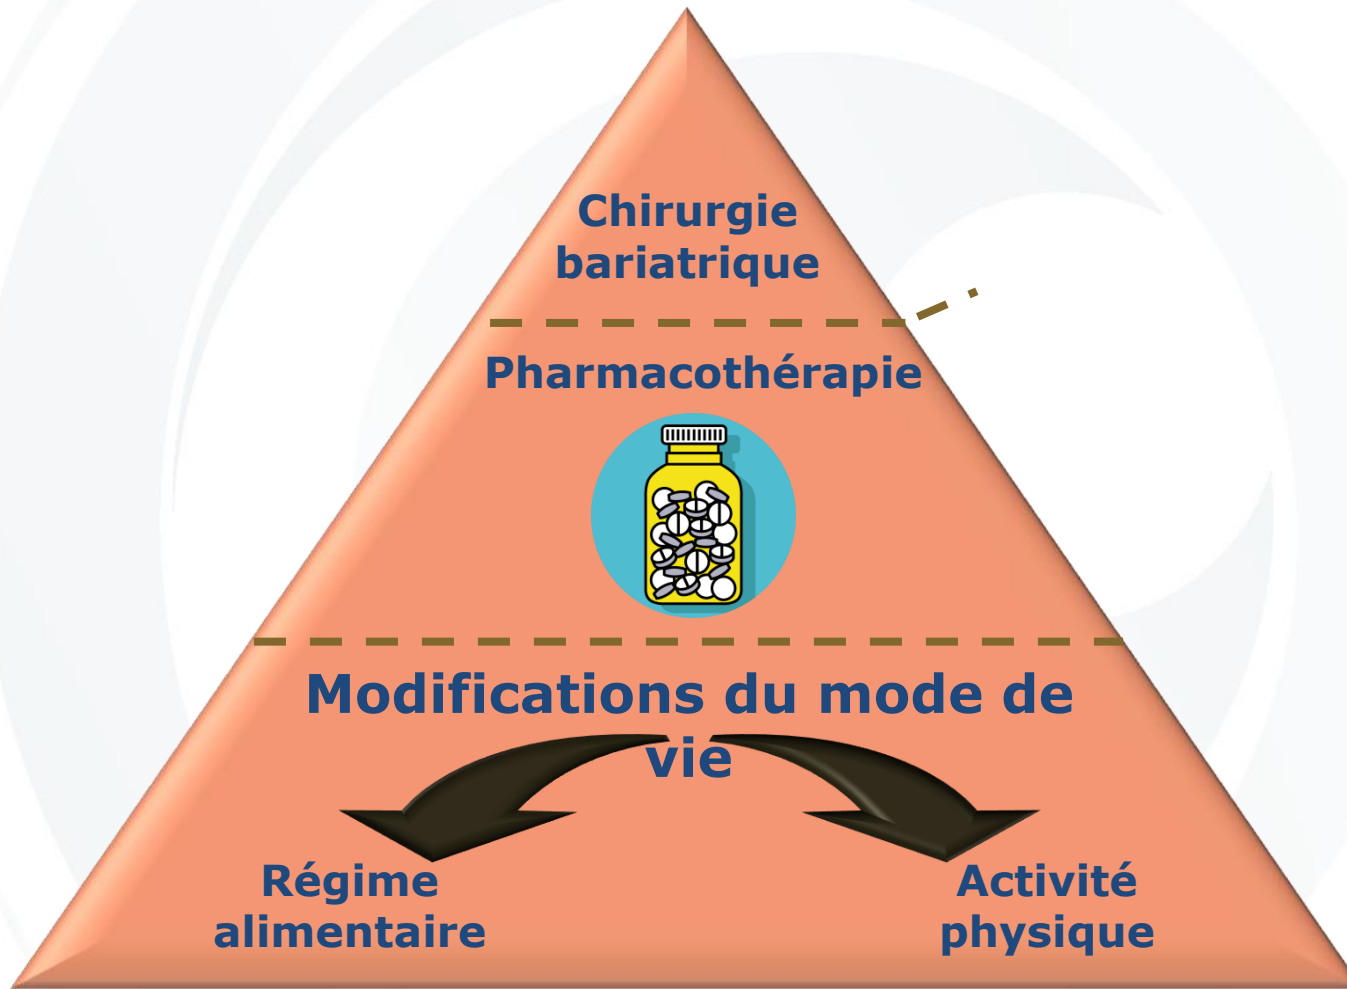 Chirurgie
bariatrique
Pharmacothérapie
Modifications du mode de
vie
Régime
alimentaire
Activité
physique